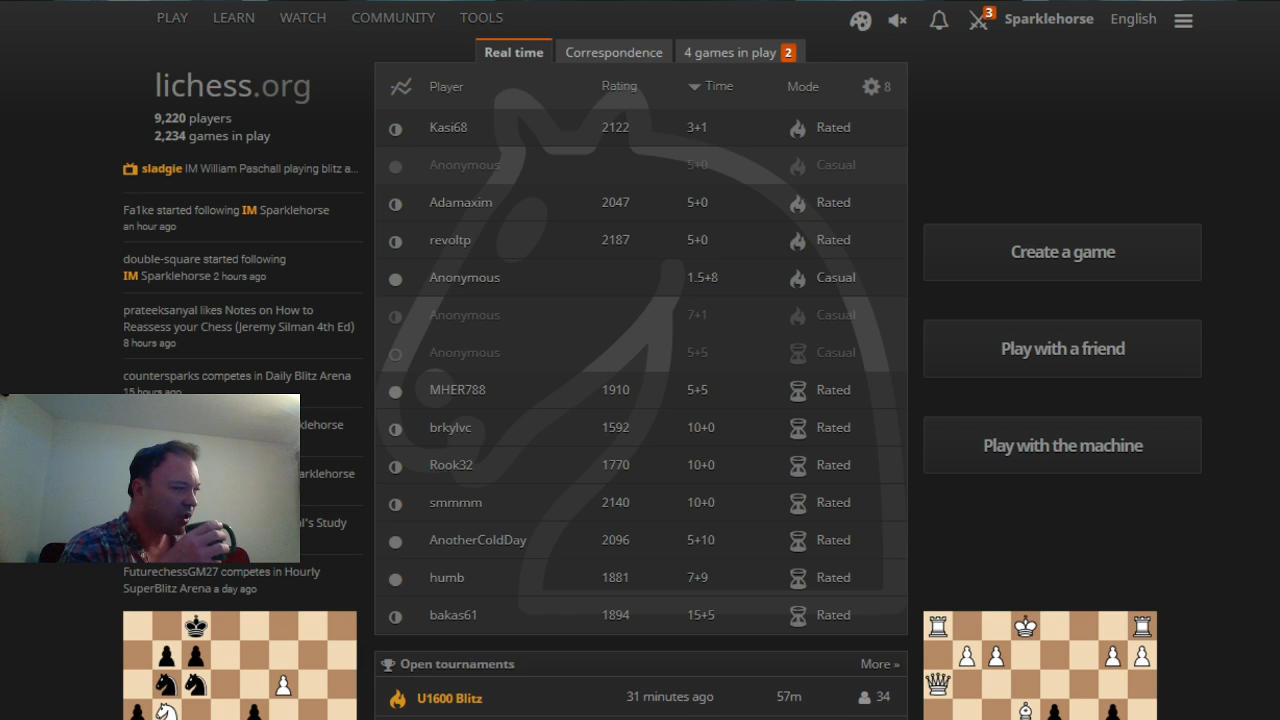 PLAY LEARN WATCH COMMUNITY TOOLS
3 Sparklehorse English
Real time Correspondence 4 games in play 2
lichess.org
9,220 players
2,234 games in play
sladgie IM William Paschall playing blitz a...
Fa1ke started following IM Sparklehorse
an hour ago
double-square started following
IM Sparklehorse 2 hours ago
prateeksanyal likes Notes on How to
Reassess your Chess (Jeremy Silman 4th Ed)
8 hours ago
countersparks competes in Daily Blitz Arena
15 hours ago
FuturechessGM27 competes in Hourly
SuperBlitz Arena a day ago
Player Rating Time Mode 8
Kasi68 2122 3+1 Rated
Anonymous 5+0 Casual
Adamaxim 2047 5+0 Rated
revoltp 2187 5+0 Rated
Anonymous 1.5+8 Casual
Anonymous 7+1 Casual
Anonymous 5+5 Casual
MHER788 1910 5+5 Rated
brkylvc 1592 10+0 Rated
Rook32 1770 10+0 Rated
smmmm 2140 10+0 Rated
AnotherColdDay 2096 5+10 Rated
humb 1881 7+9 Rated
bakas61 1894 15+5 Rated
Open tournaments More »
U1600 Blitz 31 minutes ago 57m 34
Create a game
Play with a friend
Play with the machine